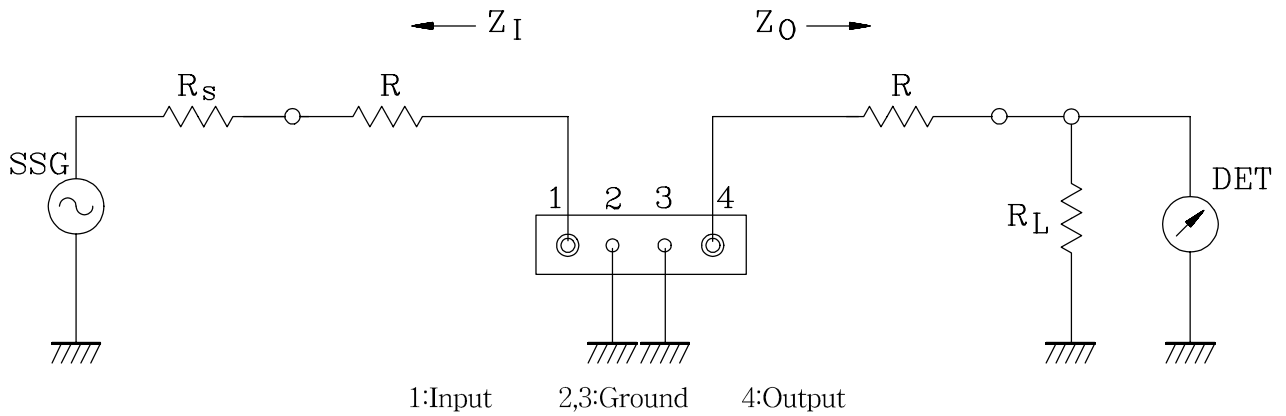 Z_I Z_O
R_s R R
SSG 1 2 3 4 R_L DET
1:Input 2,3:Ground 4:Output